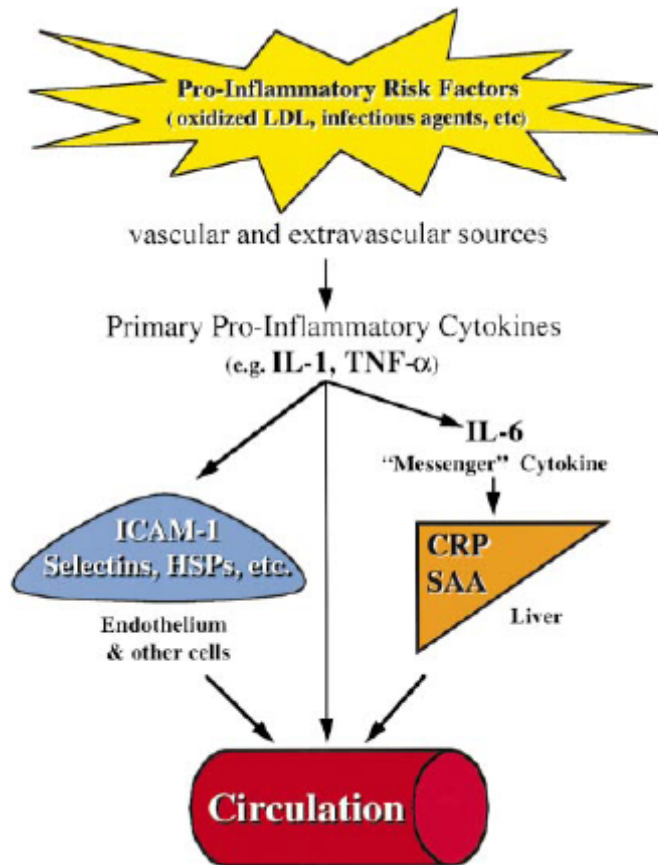 Pro-Inflammatory Risk Factors
(oxidized LDL, infectious agents, etc)
vascular and extravascular sources
Primary Pro-Inflammatory Cytokines
(e.g. IL-1, TNF-α)
IL-6
“Messenger” Cytokine
ICAM-1
Selectins, HSPs, etc.
Endothelium
& other cells
CRP
SAA
Liver
Circulation